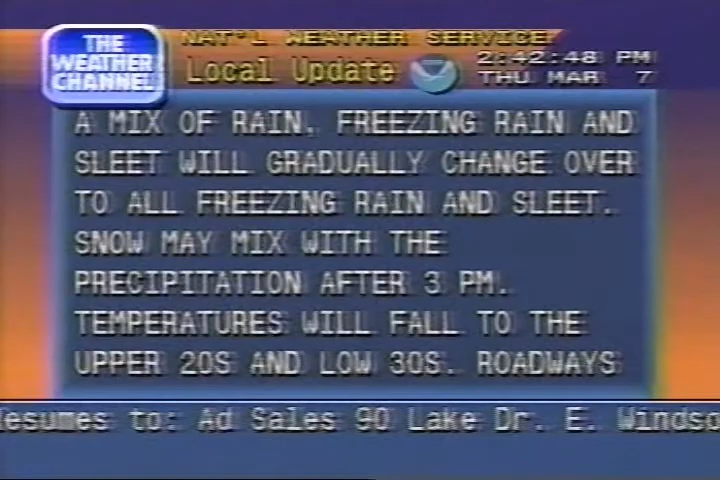 THE
WEATHER
CHANNEL
NAT'L WEATHER SERVICE
Local Update
2:42:48 PM
THU MAR 7
A MIX OF RAIN, FREEZING RAIN AND
SLEET WILL GRADUALLY CHANGE OVER
TO ALL FREEZING RAIN AND SLEET.
SNOW MAY MIX WITH THE
PRECIPITATION AFTER 3 PM.
TEMPERATURES WILL FALL TO THE
UPPER 20S AND LOW 30S. ROADWAYS
esumes to: Ad Sales 90 Lake Dr. E. Windso